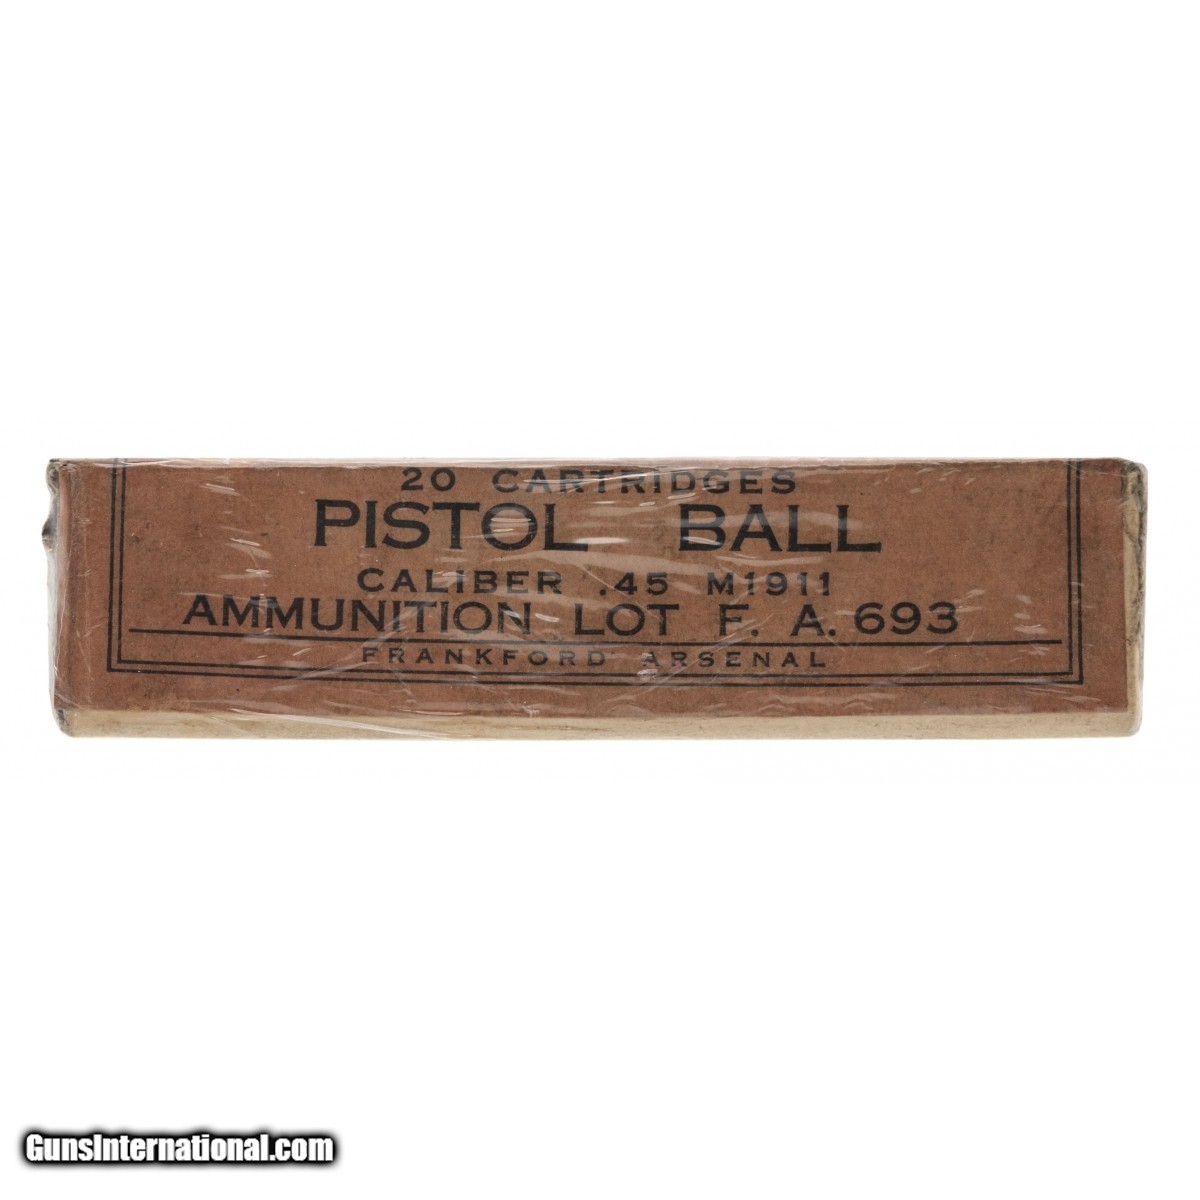 20 CARTRIDGES
PISTOL BALL
CALIBER .45 M1911
AMMUNITION LOT F. A. 693
FRANKFORD ARSENAL
GunsInternational.com